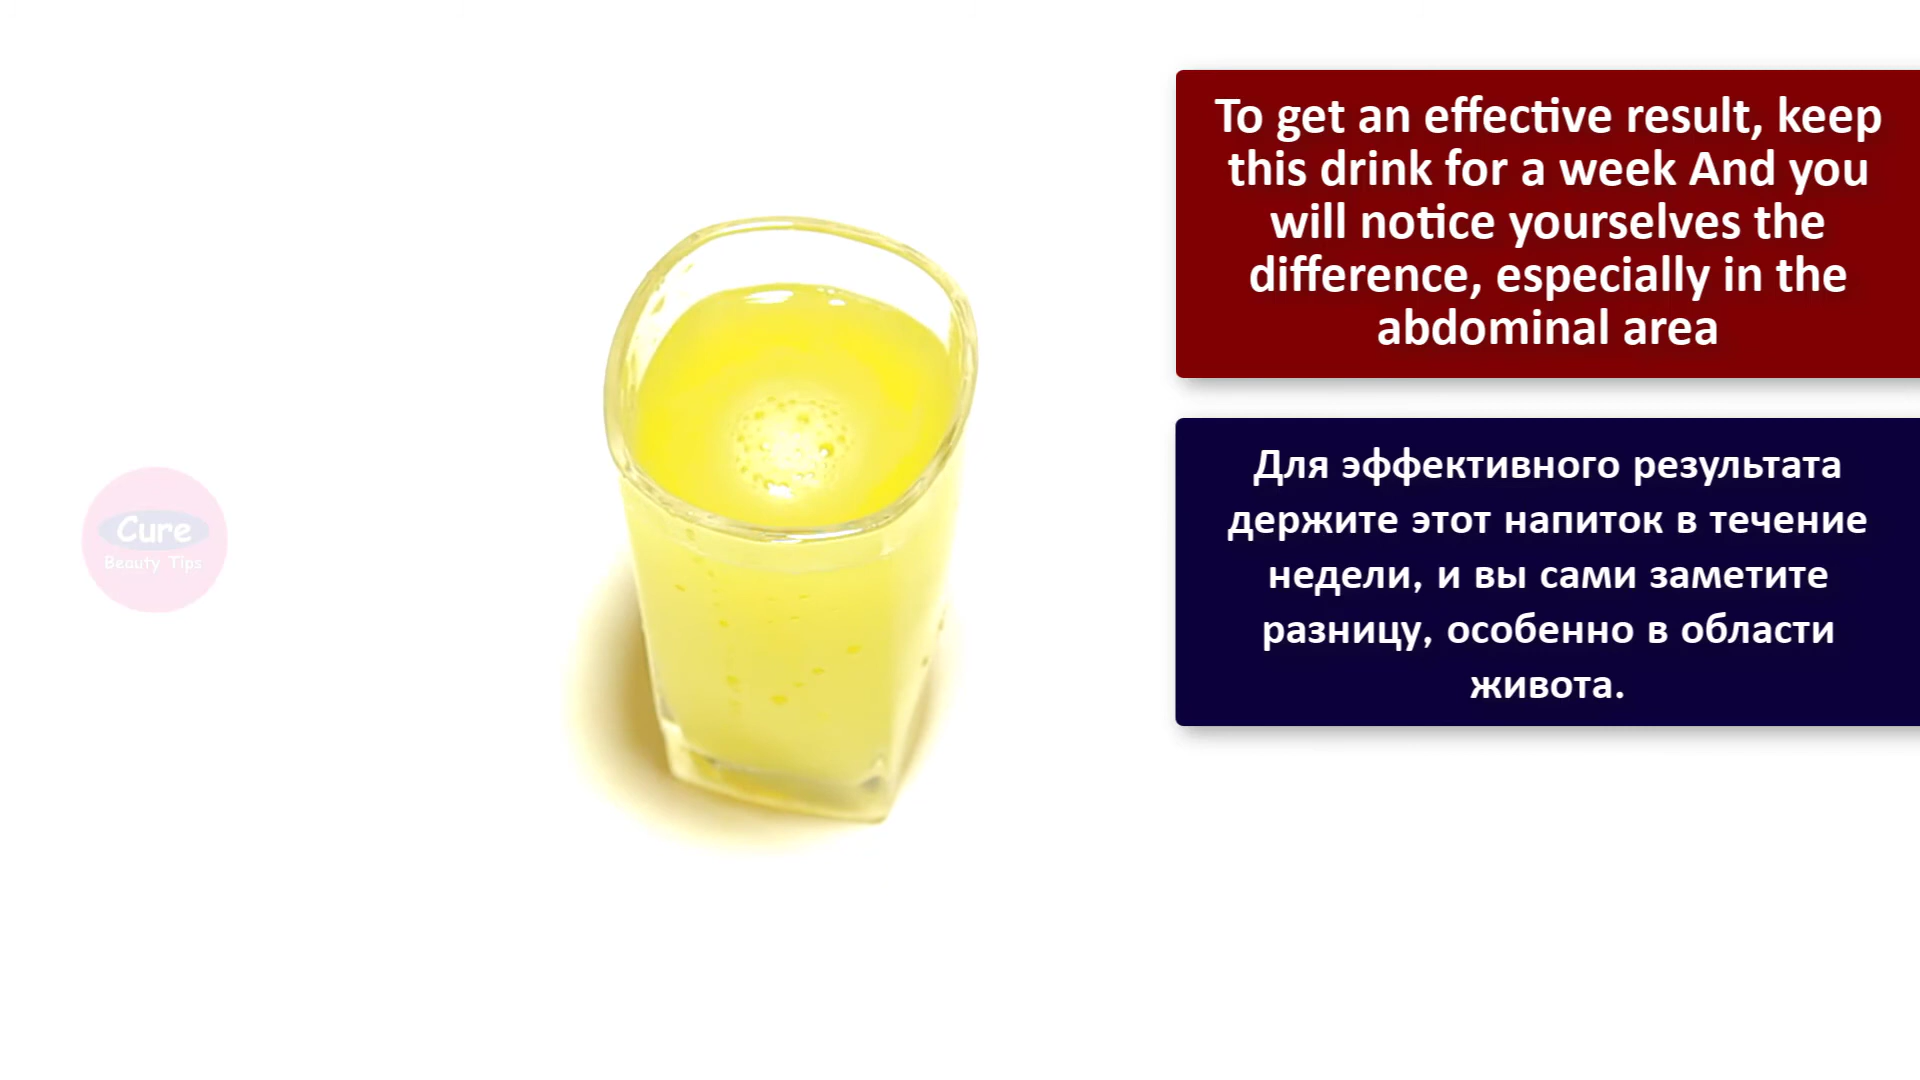 To get an effective result, keep
this drink for a week And you
will notice yourselves the
difference, especially in the
abdominal area
Для эффективного результата
держите этот напиток в течение
недели, и вы сами заметите
разницу, особенно в области
живота.
Cure
Beauty Tips